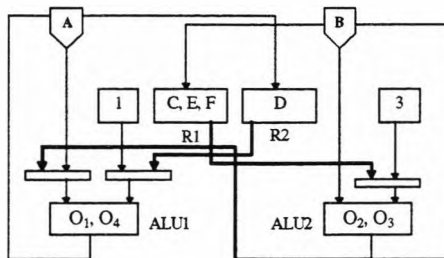 A
B
1
C, E, F
D
3
R1
R2
O1, O4
ALU1
ALU2
O2, O3